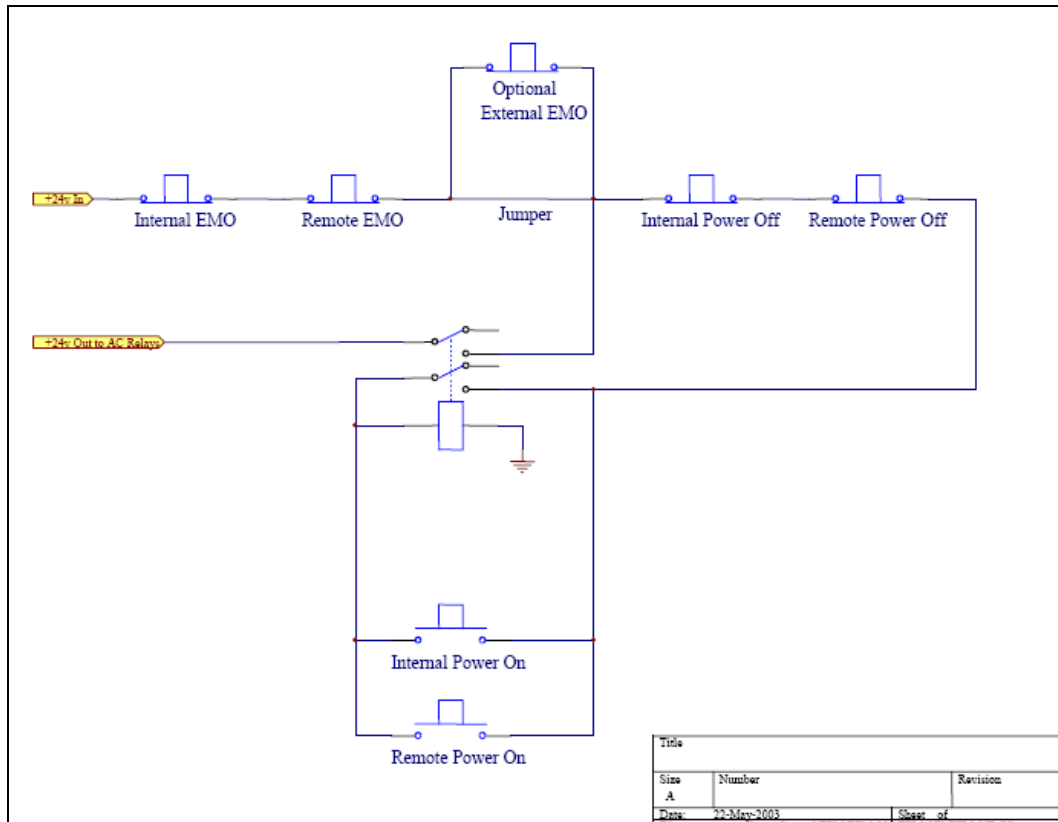 Optional
External EMO
+24v In
Internal EMO
Remote EMO
Jumper
Internal Power Off
Remote Power Off
+24v Out to AC Relays
Internal Power On
Remote Power On
Title
Size
Number
Revision
A
Date:
22-May-2003
Sheet of